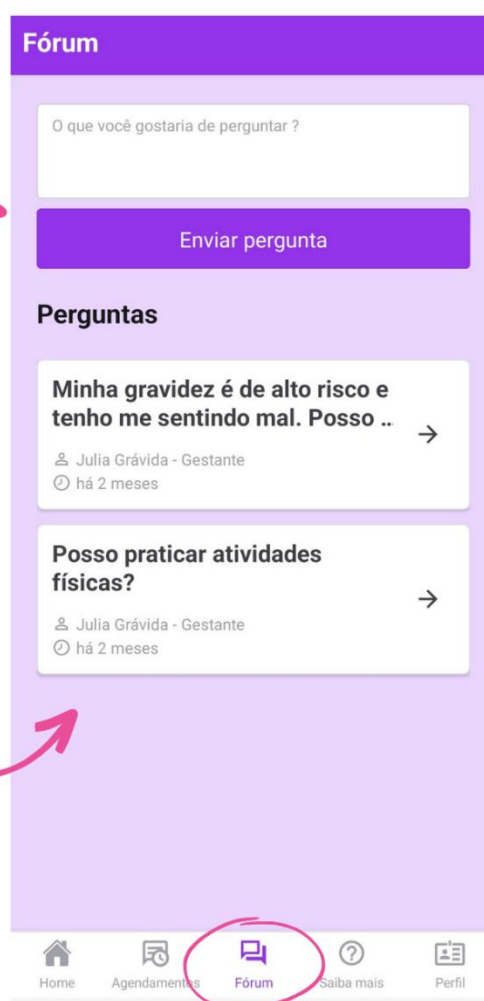 Fórum
O que você gostaria de perguntar ?
Enviar pergunta
Perguntas
Minha gravidez é de alto risco e
tenho me sentindo mal. Posso ..
Julia Grávida - Gestante
há 2 meses
Posso praticar atividades
físicas?
Julia Grávida - Gestante
há 2 meses
Home Agendamentos Fórum Saiba mais Perfil